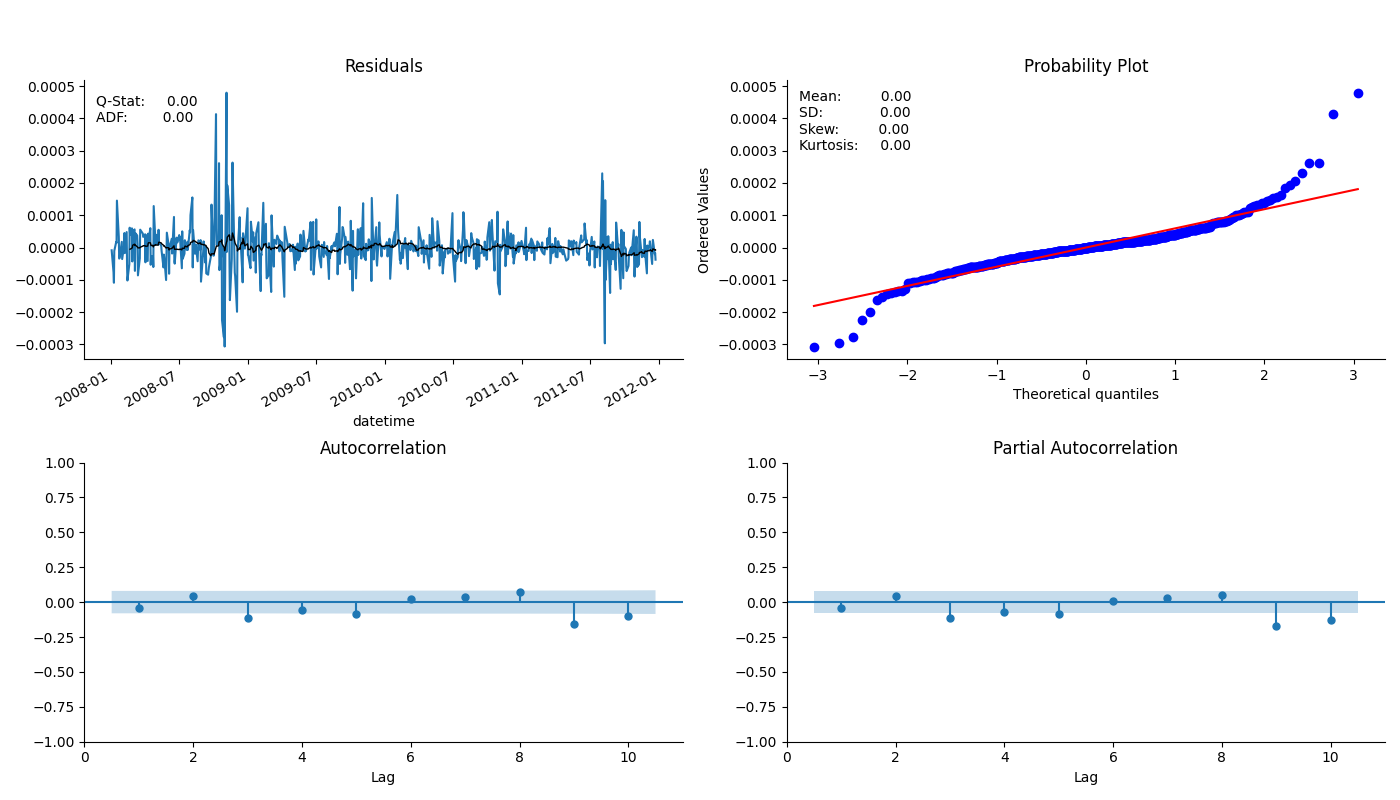 Residuals
0.0005
0.0004
0.0003
0.0002
0.0001
0.0000
−0.0001
−0.0002
−0.0003
Q-Stat: 0.00
ADF: 0.00
2008-01
2008-07
2009-01
2009-07
2010-01
2010-07
2011-01
2011-07
2012-01
datetime
Probability Plot
Ordered Values
0.0005
0.0004
0.0003
0.0002
0.0001
0.0000
−0.0001
−0.0002
−0.0003
Mean: 0.00
SD: 0.00
Skew: 0.00
Kurtosis: 0.00
−3 −2 −1 0 1 2 3
Theoretical quantiles
Autocorrelation
1.00
0.75
0.50
0.25
0.00
−0.25
−0.50
−0.75
−1.00
0 2 4 6 8 10
Lag
Partial Autocorrelation
1.00
0.75
0.50
0.25
0.00
−0.25
−0.50
−0.75
−1.00
0 2 4 6 8 10
Lag